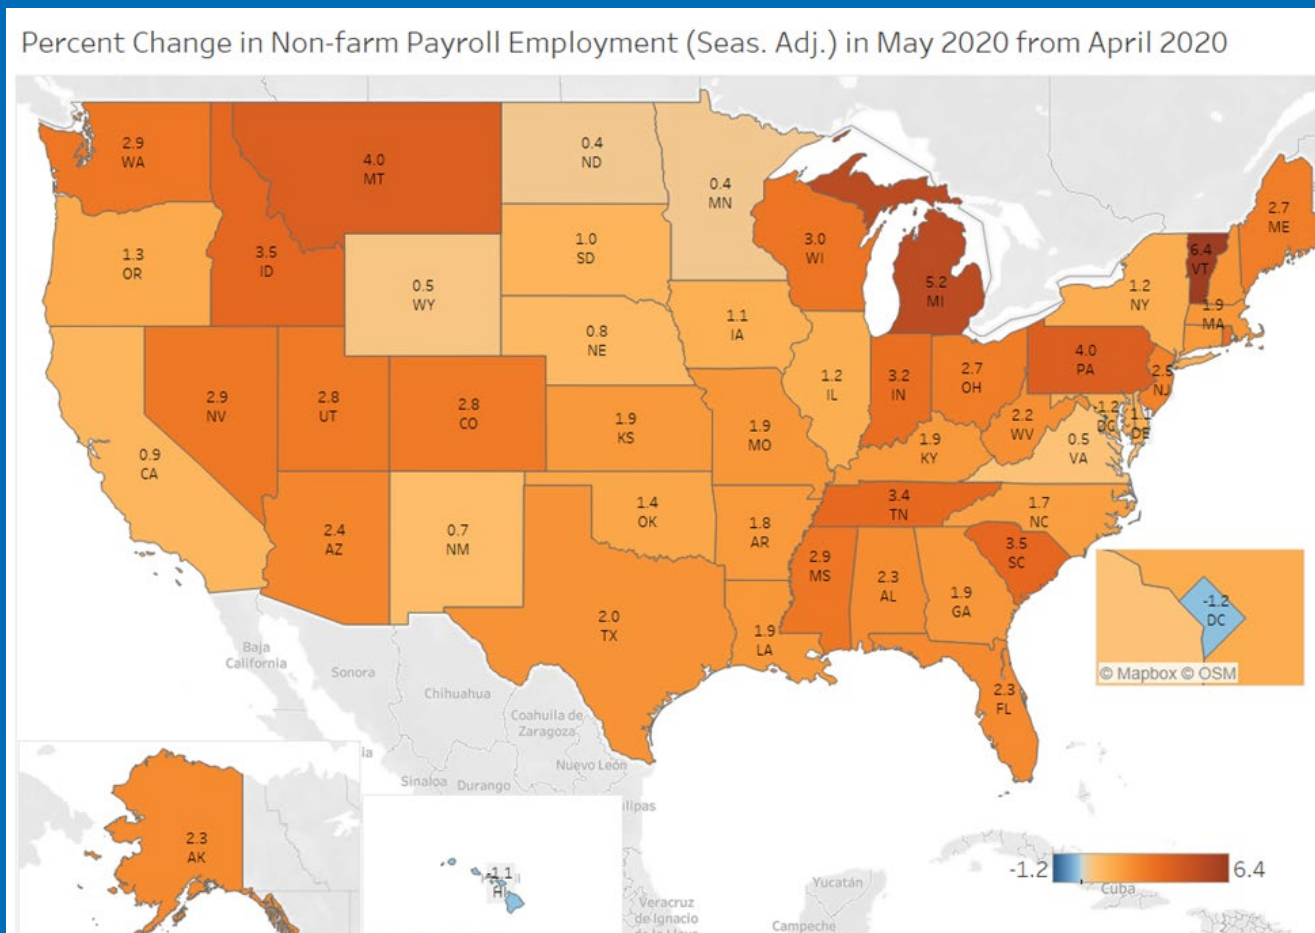 Percent Change in Non-farm Payroll Employment (Seas. Adj.) in May 2020 from April 2020
2.9
WA
4.0
MT
0.4
ND
0.4
MN
2.7
ME
6.4
VT
1.3
OR
3.5
ID
1.0
SD
3.0
WI
5.2
MI
0.5
WY
1.2
NY
1.9
MA
1.1
IA
0.8
NE
4.0
PA
2.5
NJ
2.9
NV
2.8
UT
2.8
CO
1.2
IL
3.2
IN
2.7
OH
-1.2
DC
1.1
DE
1.9
KS
1.9
MO
2.2
WV
0.5
VA
0.9
CA
1.9
KY
2.4
AZ
0.7
NM
1.4
OK
1.8
AR
3.4
TN
1.7
NC
2.9
MS
2.3
AL
1.9
GA
3.5
SC
2.0
TX
1.9
LA
2.3
FL
-1.2
DC
© Mapbox © OSM
Baja
California
Sonora
Chihuahua
Coahuila de
Zaragoza
Nuevo León
Sinaloa
Durango
ia
lipas
2.3
AK
-1.1
HI
-1.2
6.4
Cuba
Yucatán
Campeche
Veracruz
de Ignacio